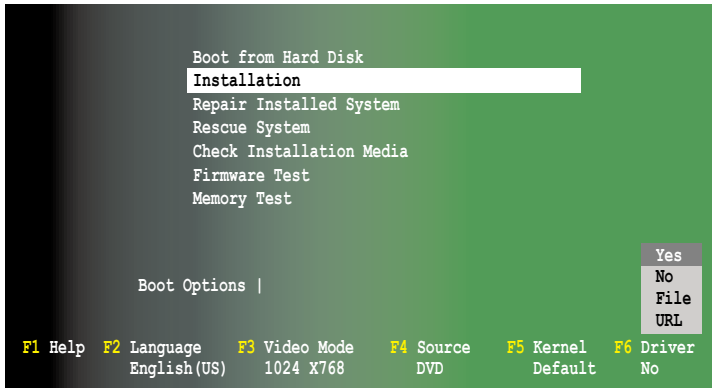 Boot from Hard Disk
Installation
Repair Installed System
Rescue System
Check Installation Media
Firmware Test
Memory Test
Yes
No
File
URL
Boot Options |
F1 Help F2 Language F3 Video Mode F4 Source F5 Kernel F6 Driver
English(US) 1024 X768 DVD Default No